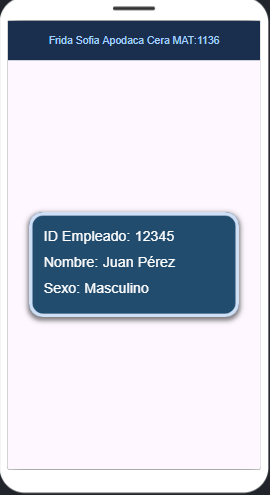 Frida Sofia Apodaca Cera MAT:1136
ID Empleado: 12345
Nombre: Juan Pérez
Sexo: Masculino